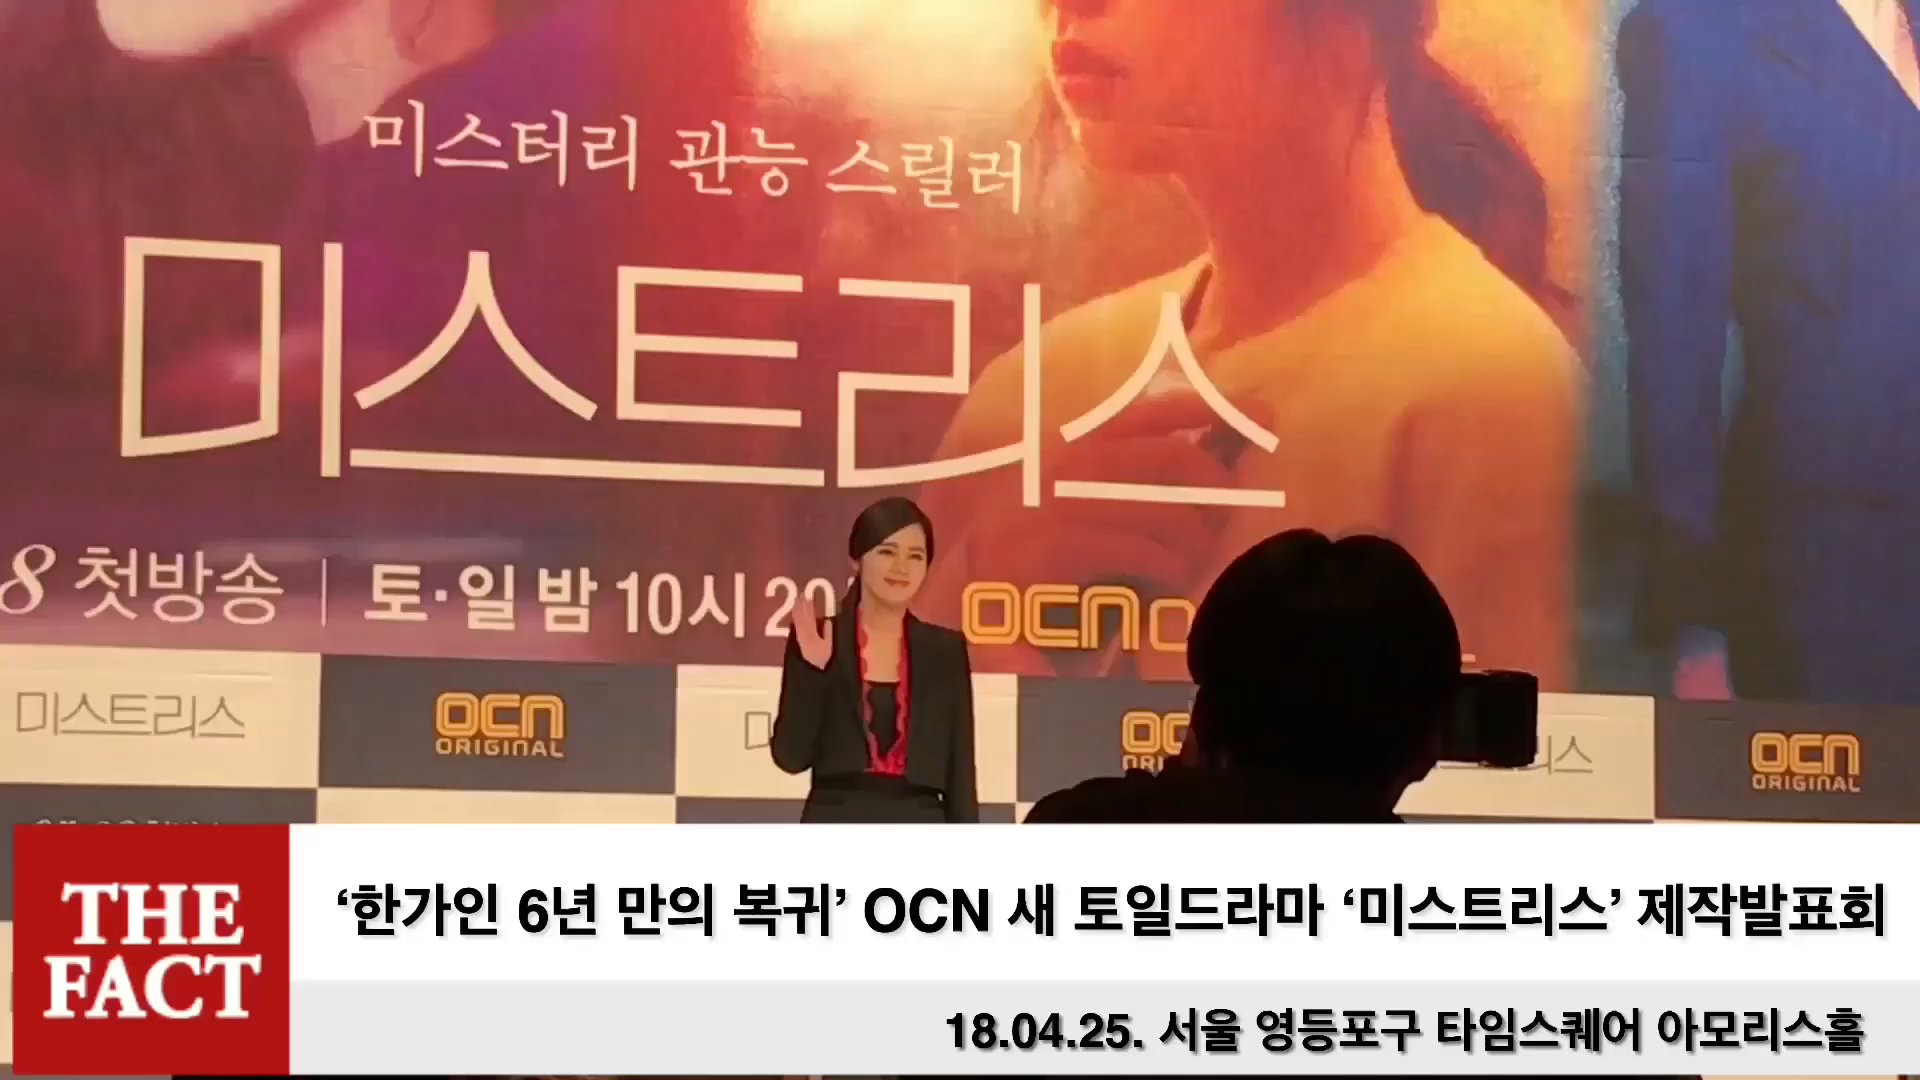 미스터리 관능 스릴러
미스트리스
8 첫방송 | 토·일 밤 10시 20
OCN
미스트리스
OCN
ORIGINAL
OCN
ORIGINAL
THE
FACT
‘한가인 6년 만의 복귀’ OCN 새 토일드라마 ‘미스트리스’ 제작발표회
18.04.25. 서울 영등포구 타임스퀘어 아모리스홀